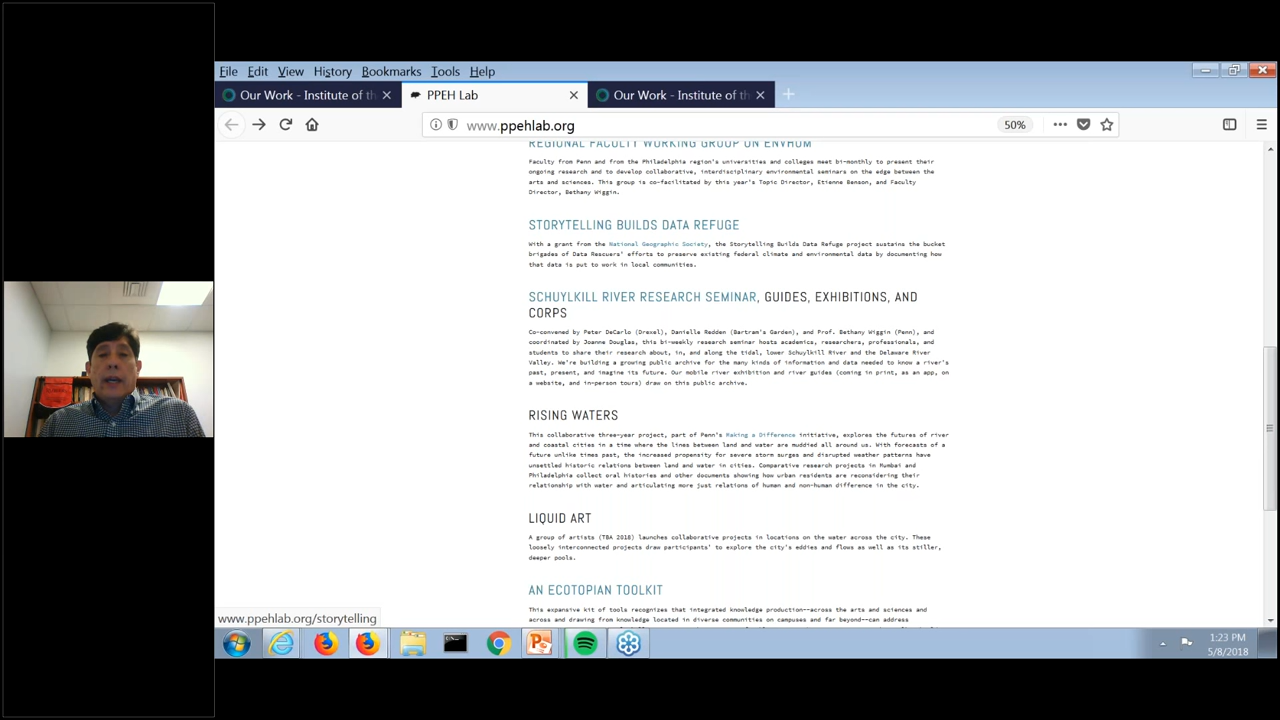 File Edit View History Bookmarks Tools Help
Our Work - Institute of th
PPEH Lab
Our Work - Institute of th
www.ppehlab.org
50%
REGIONAL FACULTY WORKING GROUP ON ENVHUM
Faculty from Penn and from the Philadelphia region's universities and colleges meet bi-monthly to present their
ongoing research and to develop collaborative, interdisciplinary environmental seminars on the edge between the
arts and sciences. This group is co-facilitated by this year's Topic Director, Etienne Benson, and Faculty
Director, Bethany Wiggin.
STORYTELLING BUILDS DATA REFUGE
With a grant from the National Geographic Society, the Storytelling Builds Data Refuge project sustains the bucket
brigades of Data Rescuers' efforts to preserve existing federal climate and environmental data by documenting how
that data is put to work in local communities.
SCHUYLKILL RIVER RESEARCH SEMINAR, GUIDES, EXHIBITIONS, AND
CORPS
Co-convened by Peter DeCarlo (Drexel), Danielle Redden (Bartram's Garden), and Prof. Bethany Wiggin (Penn), and
coordinated by Joanne Douglas, this bi-weekly research seminar hosts academics, researchers, professionals, and
students to share their research about, in, and along the tidal, lower Schuylkill River and the Delaware River
Valley. We're building a growing public archive for the many kinds of information and data needed to know a river's
past, present, and imagine its future. Our mobile river exhibition and river guides (coming in print, as an app, on
a website, and in-person tours) draw on this public archive.
RISING WATERS
This collaborative three-year project, part of Penn's Making a Difference initiative, explores the futures of river
and coastal cities in a time where the lines between land and water are muddied all around us. With forecasts of a
future unlike times past, the increased propensity for severe storm surges and disrupted weather patterns have
unsettled historic relations between land and water in cities. Comparative research projects in Mumbai and
Philadelphia collect oral histories and other documents showing how urban residents are reconsidering their
relationship with water and articulating more just relations of human and non-human difference in the city.
LIQUID ART
A group of artists (TBA 2018) launches collaborative projects in locations on the water across the city. These
loosely interconnected projects draw participants' to explore the city's eddies and flows as well as its stiller,
deeper pools.
AN ECOTOPIAN TOOLKIT
This expansive kit of tools recognizes that integrated knowledge production--across the arts and sciences and
across and drawing from knowledge located in diverse communities on campuses and far beyond--can address
www.ppehlab.org/storytelling
1:23 PM
5/8/2018